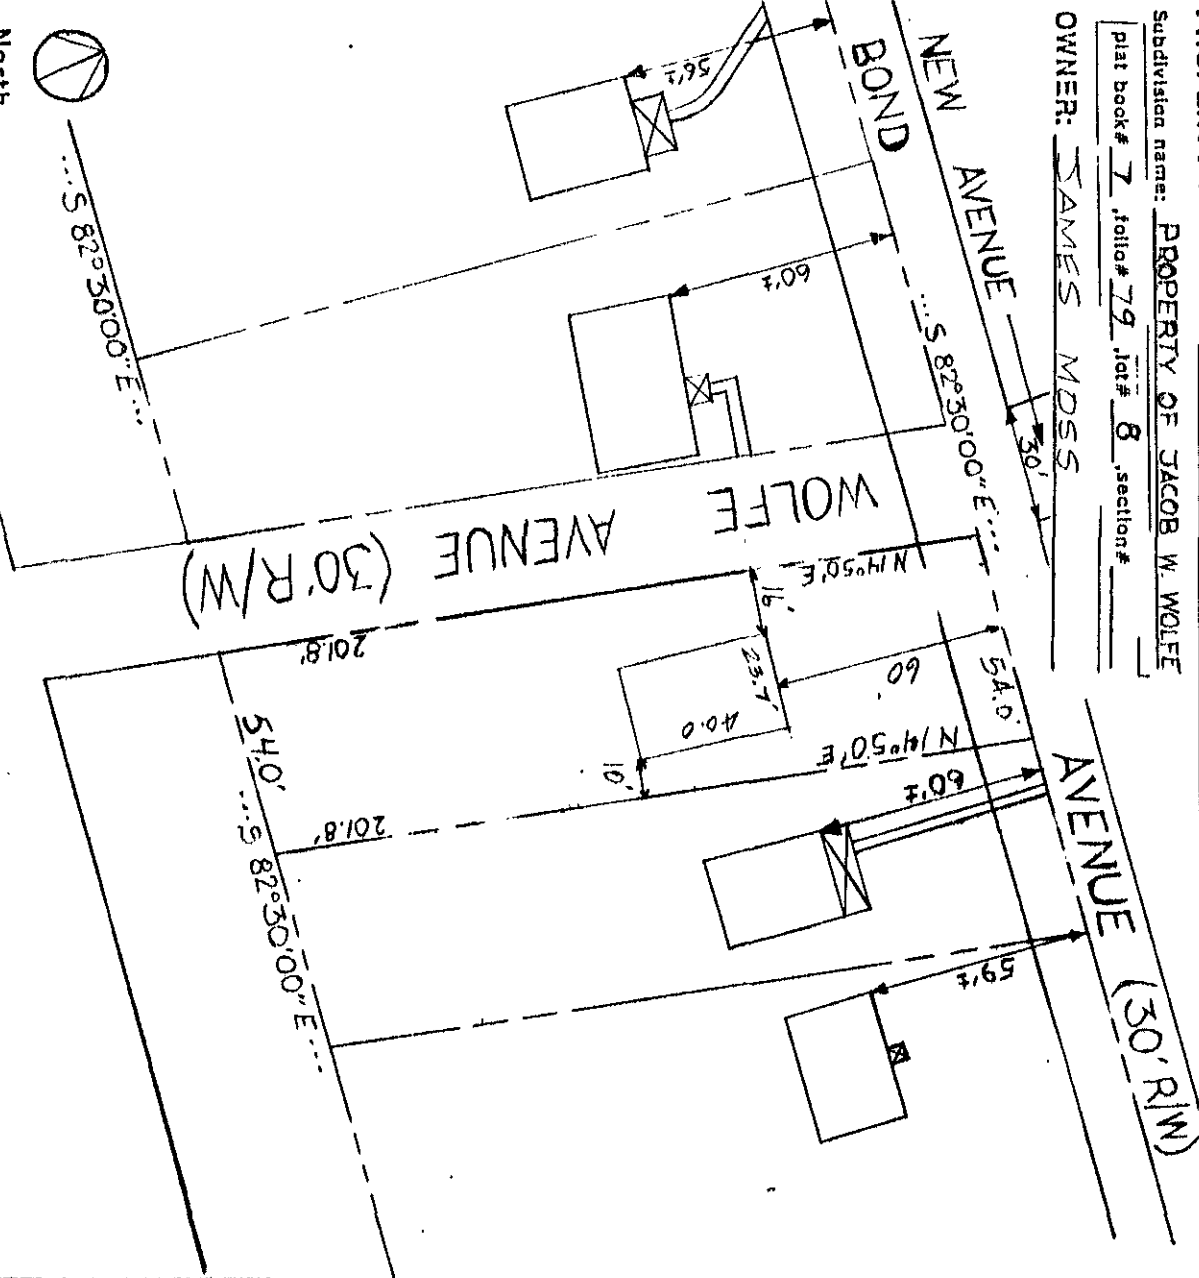 Subdivision name: PROPERTY OF JACOB W. WOLFE
plat book# 7 ,folio# 79 ,lot# 8 ,section#
OWNER: JAMES MOSS
NEW AVENUE
30'
BOND AVENUE (30' R/W)
...S 82°30'00"E...
54.0'
56'±
60'±
60'
60'±
59'±
WOLFE AVENUE (30' R/W)
N 14°50'E
201.8'
16'
23.7'
40.0
10'
N 14°50'E
201.8'
54.0'
...S 82°30'00"E...
...S 82°30'00"E...
North